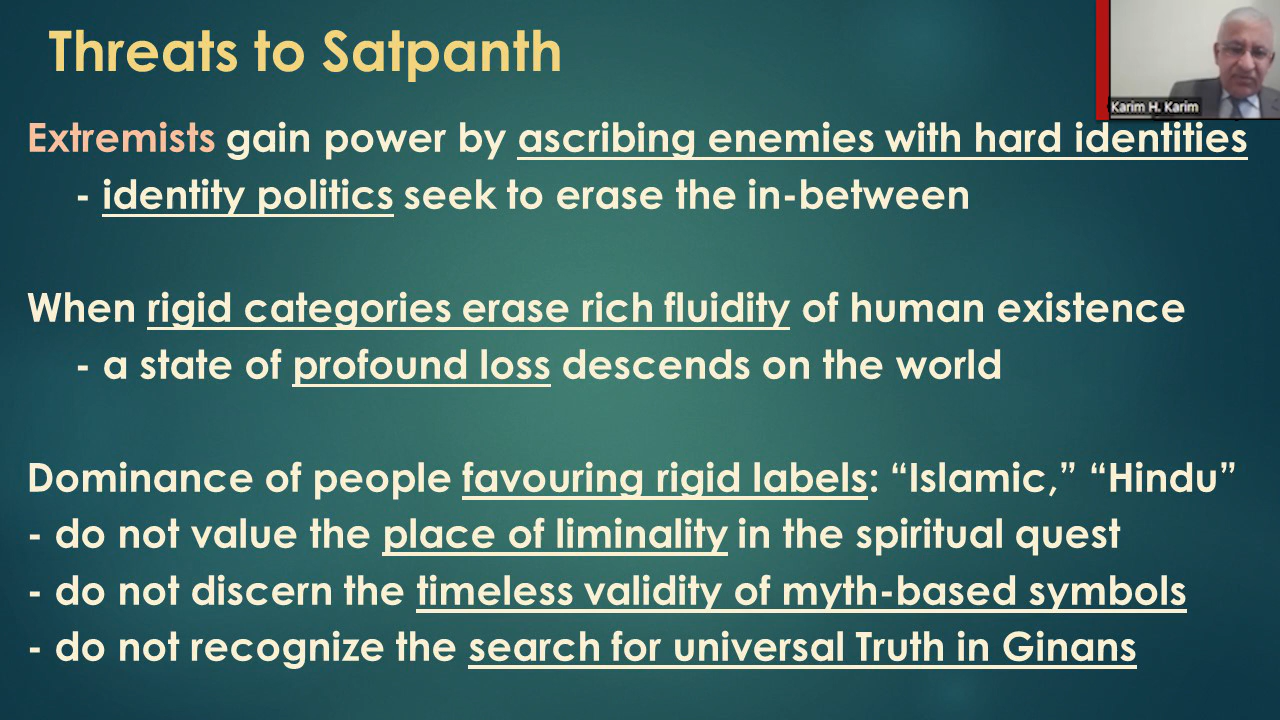 Threats to Satpanth
Karim H. Karim
Extremists gain power by ascribing enemies with hard identities
- identity politics seek to erase the in-between
When rigid categories erase rich fluidity of human existence
- a state of profound loss descends on the world
Dominance of people favouring rigid labels: “Islamic,” “Hindu”
- do not value the place of liminality in the spiritual quest
- do not discern the timeless validity of myth-based symbols
- do not recognize the search for universal Truth in Ginans